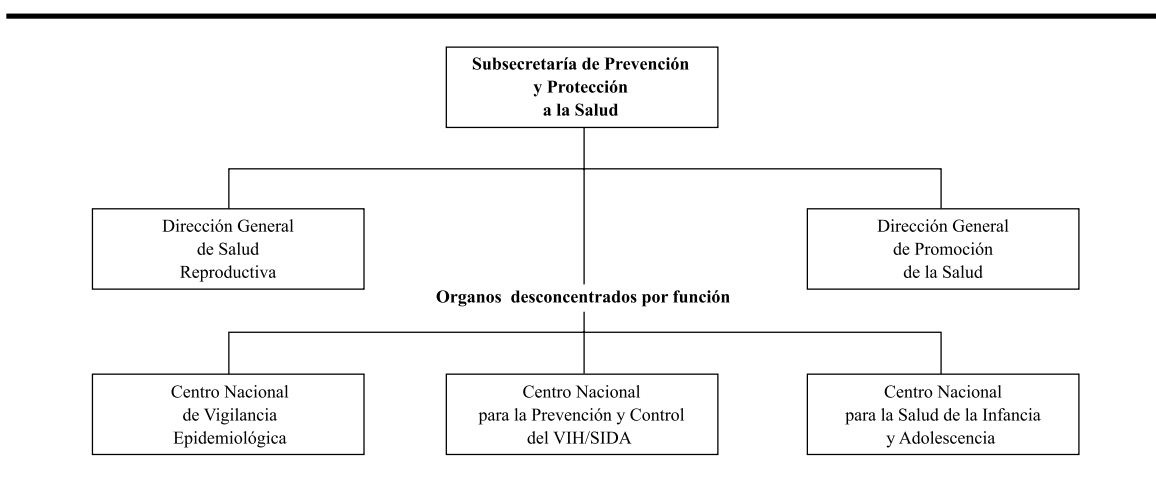 Subsecretaría de Prevención
y Protección
a la Salud
Dirección General
de Salud
Reproductiva
Dirección General
de Promoción
de la Salud
Organos desconcentrados por función
Centro Nacional
de Vigilancia
Epidemiológica
Centro Nacional
para la Prevención y Control
del VIH/SIDA
Centro Nacional
para la Salud de la Infancia
y Adolescencia